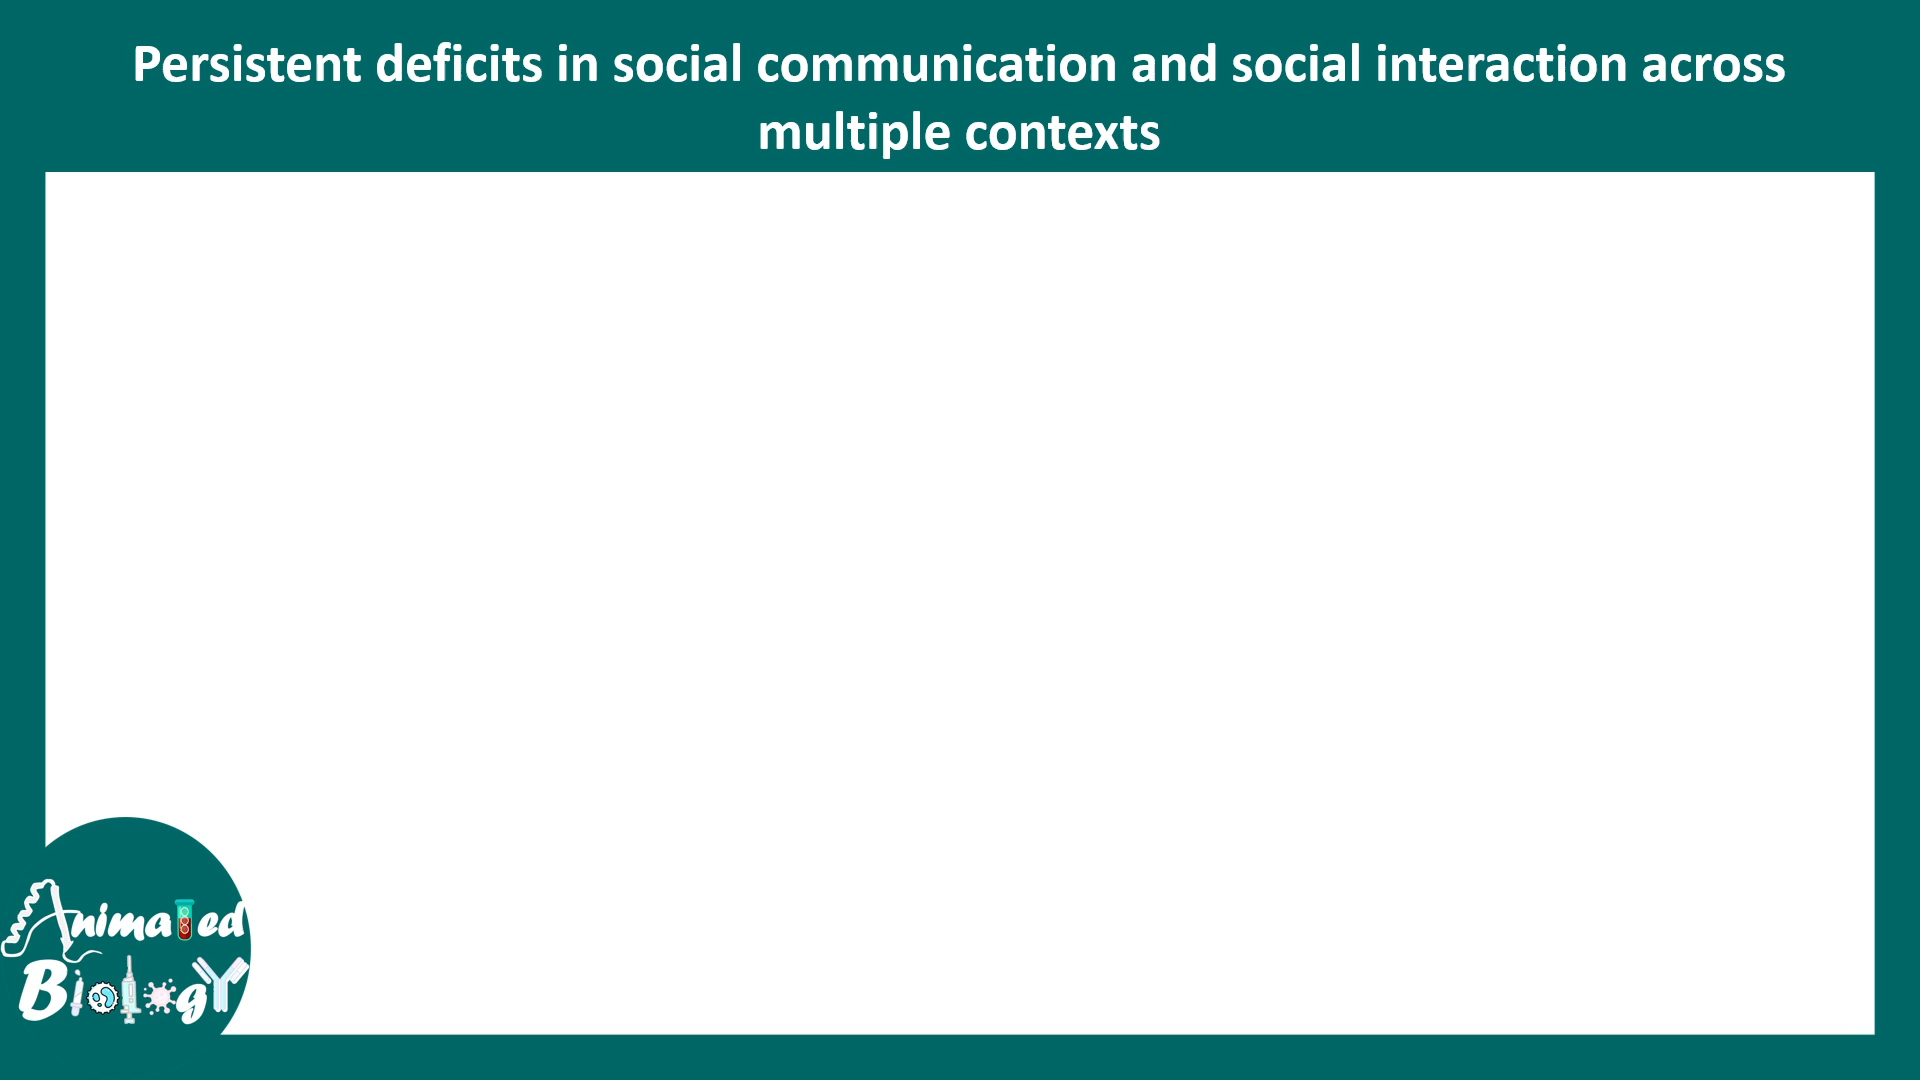 Persistent deficits in social communication and social interaction across
multiple contexts
Animated
Biology